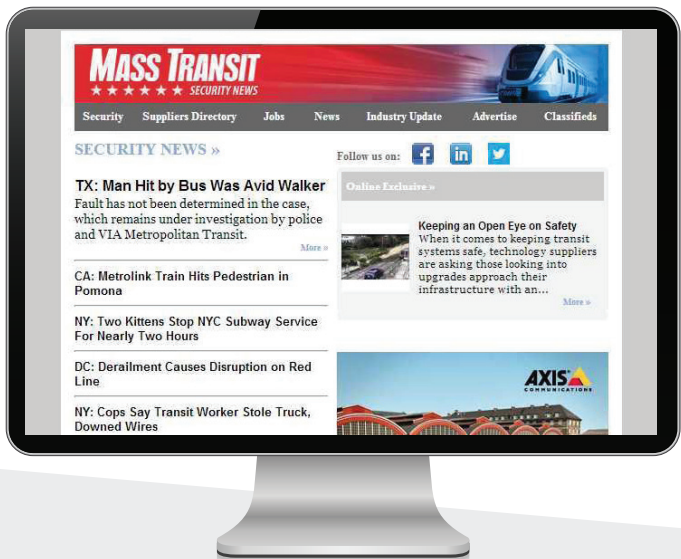 MASS TRANSIT
SECURITY NEWS
Security Suppliers Directory Jobs News Industry Update Advertise Classifieds
SECURITY NEWS »
TX: Man Hit by Bus Was Avid Walker
Fault has not been determined in the case,
which remains under investigation by police
and VIA Metropolitan Transit.
More »
CA: Metrolink Train Hits Pedestrian in
Pomona
NY: Two Kittens Stop NYC Subway Service
For Nearly Two Hours
DC: Derailment Causes Disruption on Red
Line
NY: Cops Say Transit Worker Stole Truck,
Downed Wires
Follow us on: f in
Online Exclusive »
Keeping an Open Eye on Safety
When it comes to keeping transit
systems safe, technology suppliers
are asking those looking into
upgrades approach their
infrastructure with an...
More »
AXIS
COMMUNICATIONS